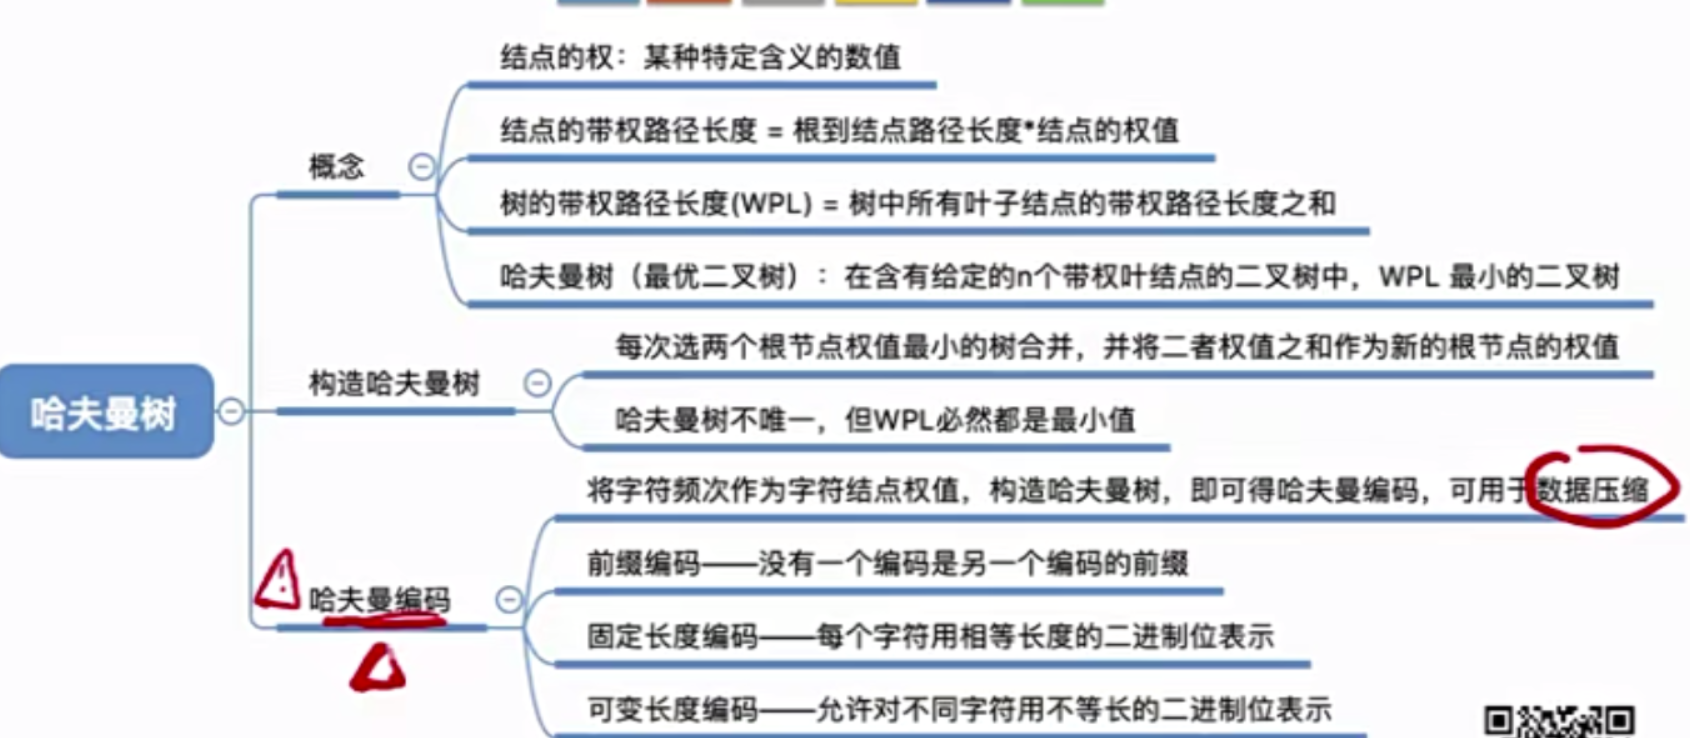 结点的权：某种特定含义的数值
结点的带权路径长度 = 根到结点路径长度*结点的权值
概念
树的带权路径长度(WPL) = 树中所有叶子结点的带权路径长度之和
哈夫曼树（最优二叉树）：在含有给定的n个带权叶结点的二叉树中，WPL 最小的二叉树
每次选两个根节点权值最小的树合并，并将二者权值之和作为新的根节点的权值
构造哈夫曼树
哈夫曼树
哈夫曼树不唯一，但WPL必然都是最小值
将字符频次作为字符结点权值，构造哈夫曼树，即可得哈夫曼编码，可用于数据压缩
前缀编码——没有一个编码是另一个编码的前缀
哈夫曼编码
固定长度编码——每个字符用相等长度的二进制位表示
可变长度编码——允许对不同字符用不等长的二进制位表示